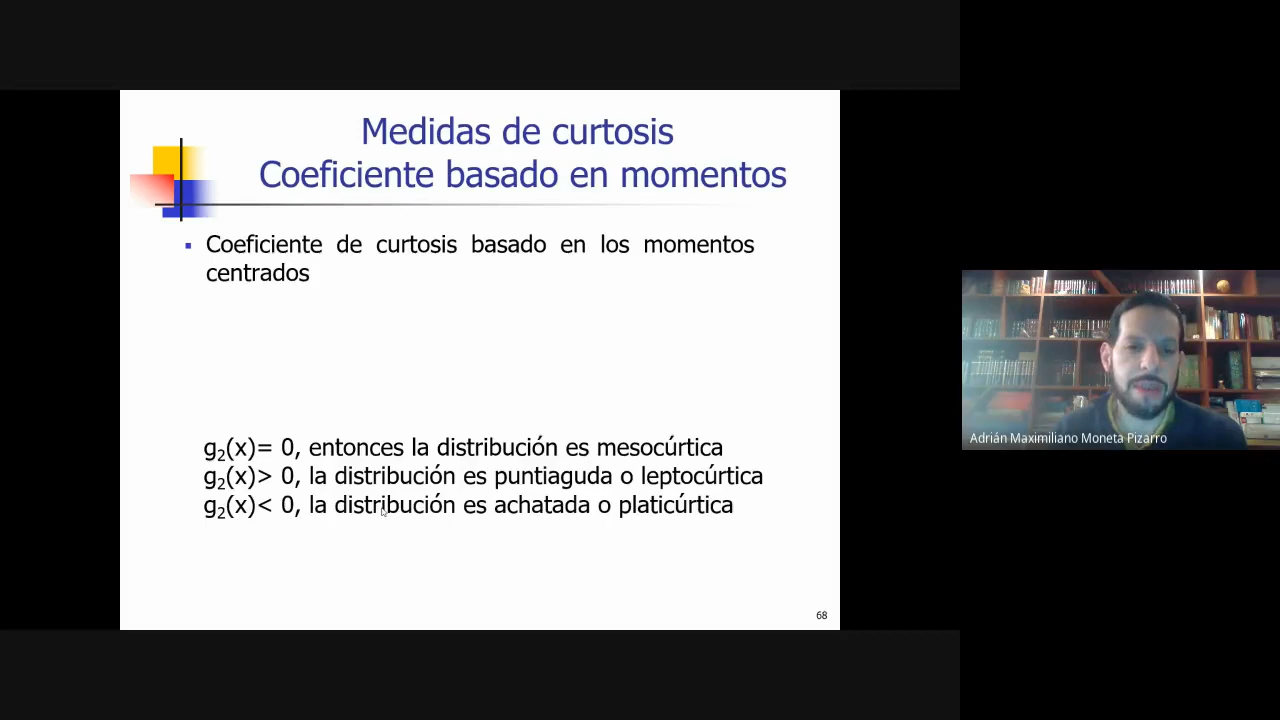 Medidas de curtosis
Coeficiente basado en momentos
▪ Coeficiente de curtosis basado en los momentos
centrados
g₂(x)= 0, entonces la distribución es mesocúrtica
g₂(x)> 0, la distribución es puntiaguda o leptocúrtica
g₂(x)< 0, la distribución es achatada o platicúrtica
68
Adrián Maximiliano Moneta Pizarro